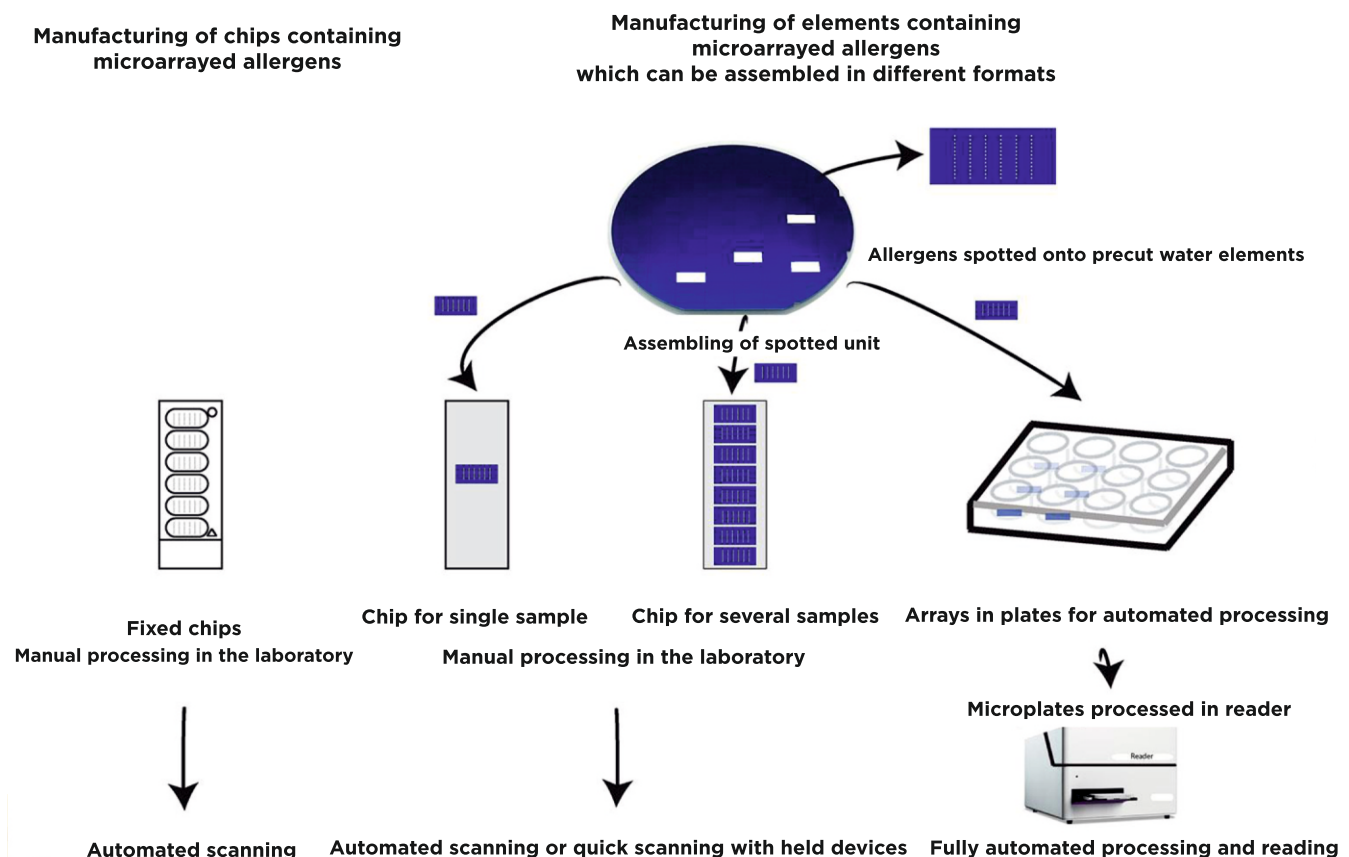 Manufacturing of chips containing
microarrayed allergens
Manufacturing of elements containing
microarrayed allergens
which can be assembled in different formats
Allergens spotted onto precut water elements
Assembling of spotted unit
Fixed chips
Manual processing in the laboratory
Chip for single sample
Chip for several samples
Manual processing in the laboratory
Arrays in plates for automated processing
Microplates processed in reader
Reader
Automated scanning
Automated scanning or quick scanning with held devices
Fully automated processing and reading